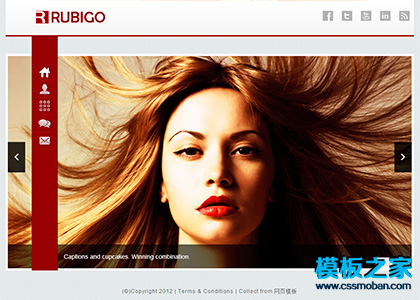 RUBIGO
Captions and cupcakes. Winning combination.
(©)Copyright 2012 | Terms & Conditions | Collect from 网页模板
模板之家
www.cssmoban.com